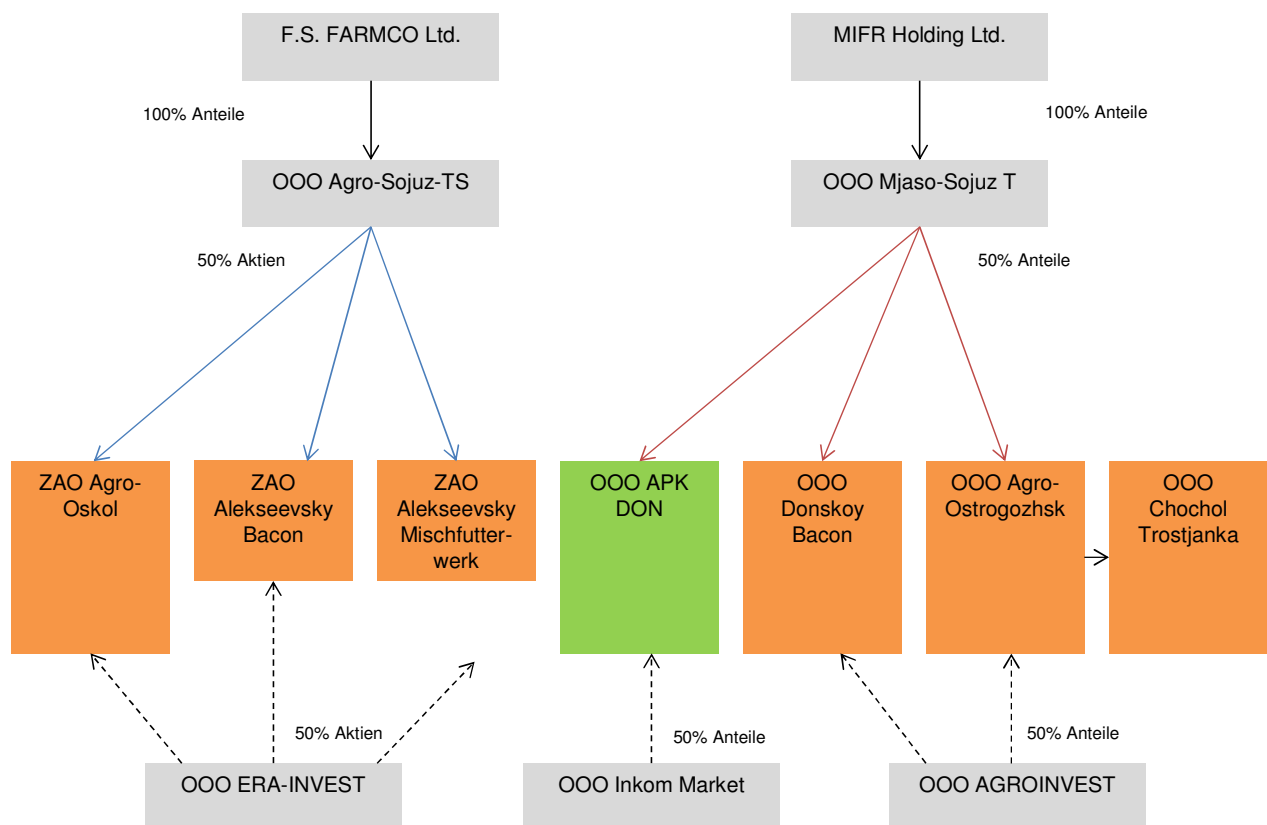 F.S. FARMCO Ltd.
MIFR Holding Ltd.
100% Anteile
100% Anteile
OOO Agro-Sojuz-TS
OOO Mjaso-Sojuz T
50% Aktien
50% Anteile
ZAO Agro-
Oskol
ZAO
Alekseevsky
Bacon
ZAO
Alekseevsky
Mischfutter-
werk
OOO APK
DON
OOO
Donskoy
Bacon
OOO Agro-
Ostrogozhsk
OOO
Chochol
Trostjanka
50% Aktien
50% Anteile
50% Anteile
OOO ERA-INVEST
OOO Inkom Market
OOO AGROINVEST